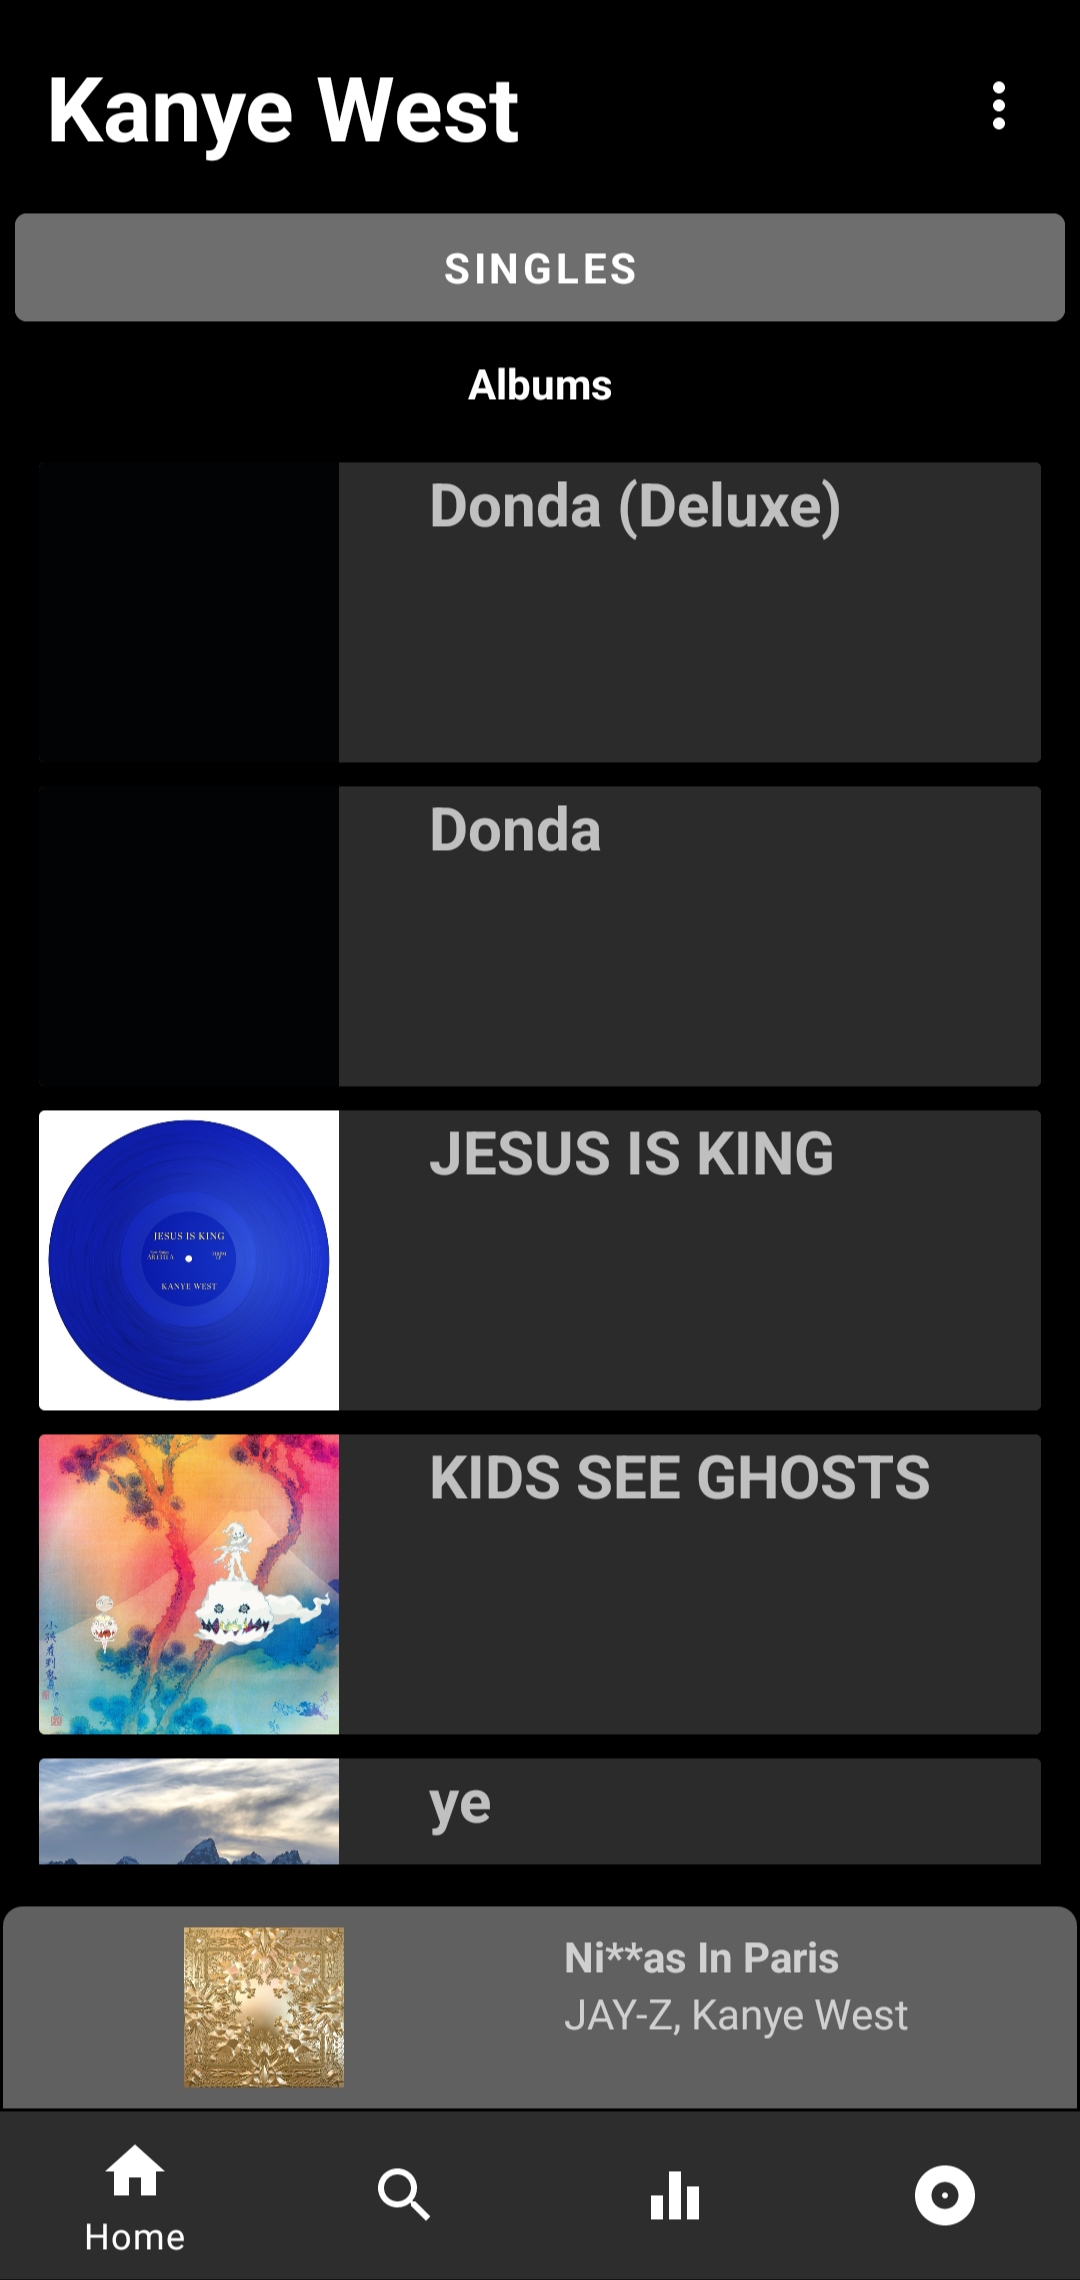 Kanye West
SINGLES
Albums
Donda (Deluxe)
Donda
JESUS IS KING
JESUS IS KING
KANYE WEST
KIDS SEE GHOSTS
ye
Ni**as In Paris
JAY-Z, Kanye West
Home